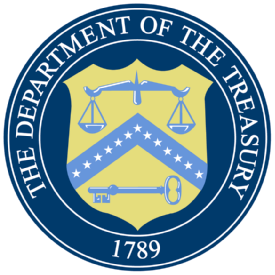 THE DEPARTMENT OF THE TREASURY
1789